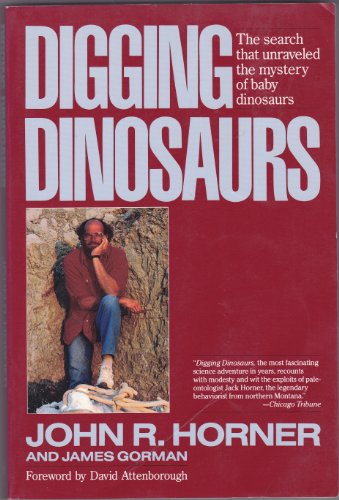 DIGGING
DINOSAURS
The search
that unraveled
the mystery
of baby
dinosaurs
"Digging Dinosaurs, the most fascinating
science adventure in years, recounts
with modesty and wit the exploits of pale-
ontologist Jack Horner, the legendary
behaviorist from northern Montana."
—Chicago Tribune
JOHN R. HORNER
AND JAMES GORMAN
Foreword by David Attenborough